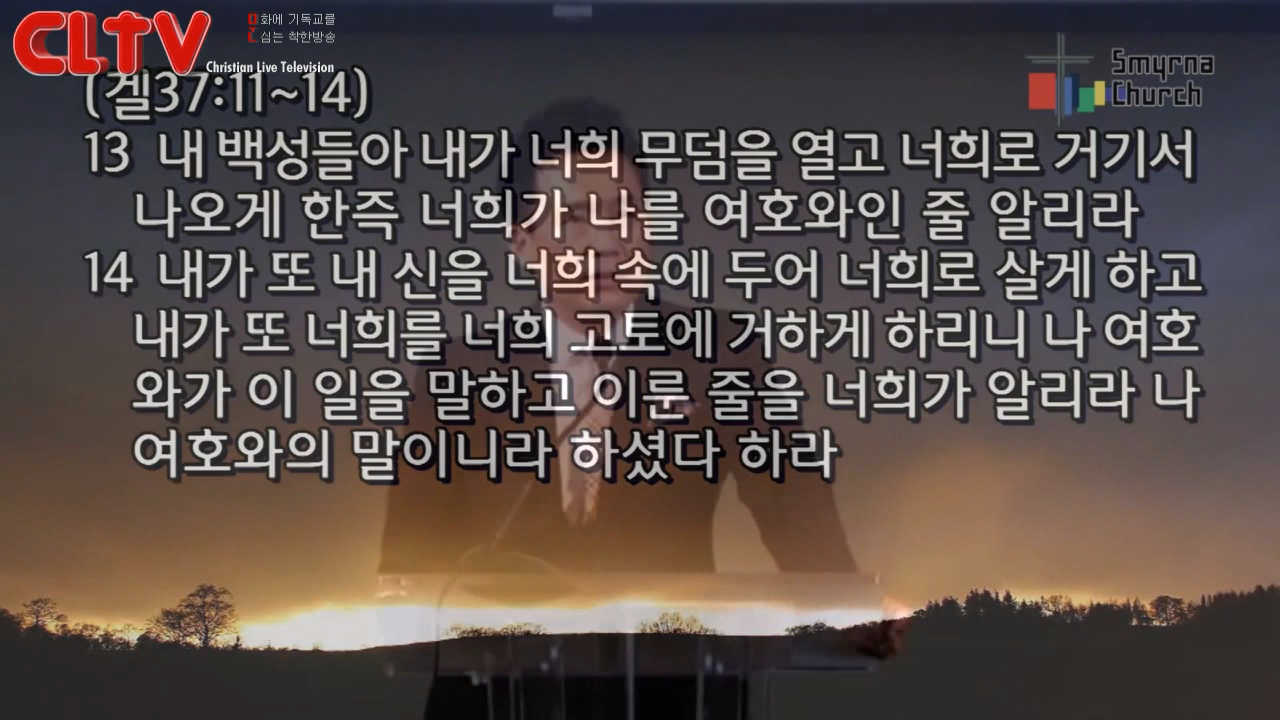 CLTV
문화에 기독교를
심는 착한방송
Christian Live Television
Smyrna
Church
(겔37:11~14)
13 내 백성들아 내가 너희 무덤을 열고 너희로 거기서
나오게 한즉 너희가 나를 여호와인 줄 알리라
14 내가 또 내 신을 너희 속에 두어 너희로 살게 하고
내가 또 너희를 너희 고토에 거하게 하리니 나 여호
와가 이 일을 말하고 이룬 줄을 너희가 알리라 나
여호와의 말이니라 하셨다 하라